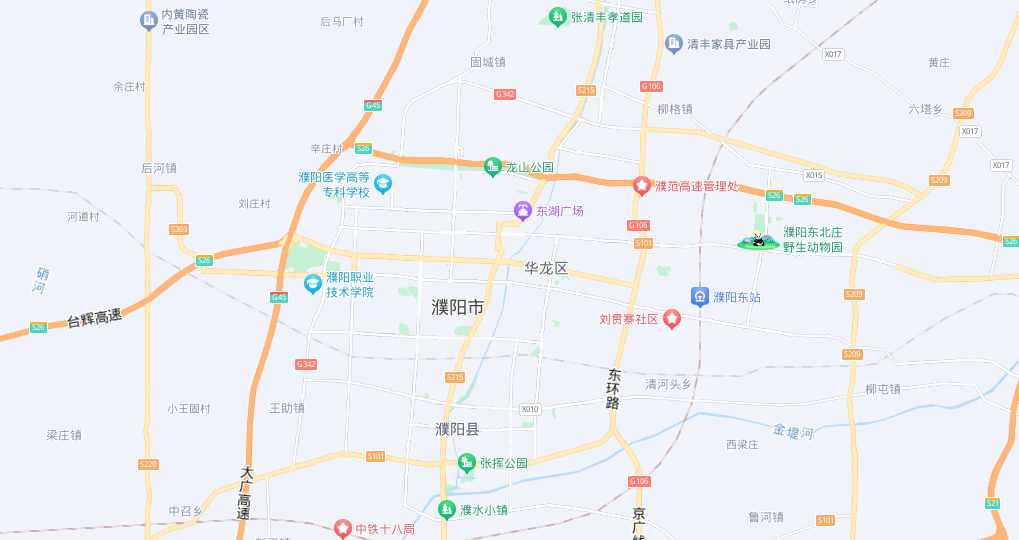 内黄陶瓷
产业园区
后马厂村
张清丰孝道园
清丰家具产业园
X017
黄庄
固城镇
余庄村
G342
S215
G106
G45
柳格镇
六塔乡
S209
X017
辛庄村
S26
后河镇
濮阳医学高等
专科学校
龙山公园
濮范高速管理处
X015
X017
S209
S26
S26
河道村
刘庄村
东湖广场
S303
G106
S101
濮阳东北庄
野生动物园
S26
硝河
S26
华龙区
濮阳职业
技术学院
G45
濮阳市
濮阳东站
S209
刘贯寨社区
S26
台辉高速
G342
S209
S215
东环路
清河头乡
柳屯镇
小王固村
王助镇
X010
梁庄镇
濮阳县
金堤河
西梁庄
S220
S101
张挥公园
大广高速
G106
S21
中召乡
濮水小镇
京广线
鲁河镇
S101
中铁十八局